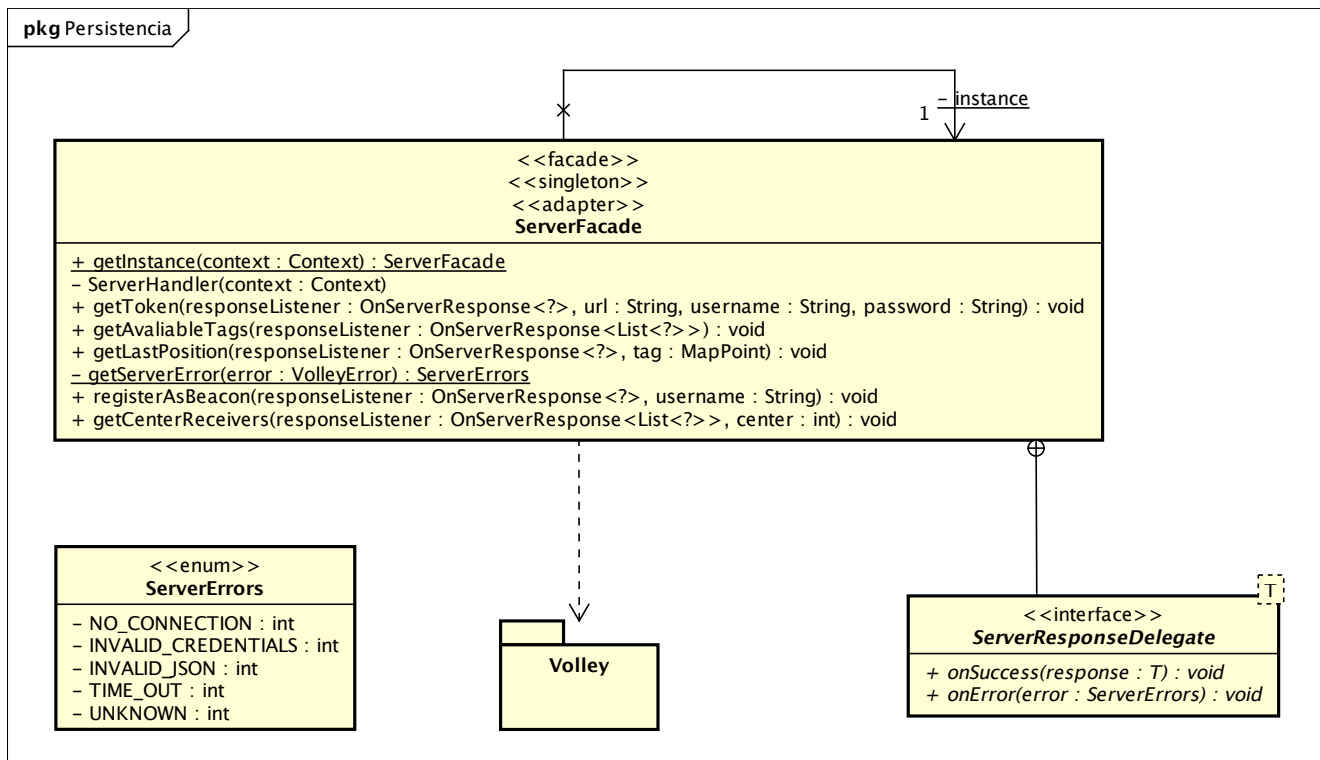 pkg Persistencia
- instance
1
<<facade>>
<<singleton>>
<<adapter>>
ServerFacade
+ getInstance(context : Context) : ServerFacade
- ServerHandler(context : Context)
+ getToken(responseListener : OnServerResponse<?>, url : String, username : String, password : String) : void
+ getAvaliableTags(responseListener : OnServerResponse<List<?>>) : void
+ getLastPosition(responseListener : OnServerResponse<?>, tag : MapPoint) : void
- getServerError(error : VolleyError) : ServerErrors
+ registerAsBeacon(responseListener : OnServerResponse<?>, username : String) : void
+ getCenterReceivers(responseListener : OnServerResponse<List<?>>, center : int) : void
<<enum>>
ServerErrors
- NO_CONNECTION : int
- INVALID_CREDENTIALS : int
- INVALID_JSON : int
- TIME_OUT : int
- UNKNOWN : int
Volley
T
<<interface>>
ServerResponseDelegate
+ onSuccess(response : T) : void
+ onError(error : ServerErrors) : void